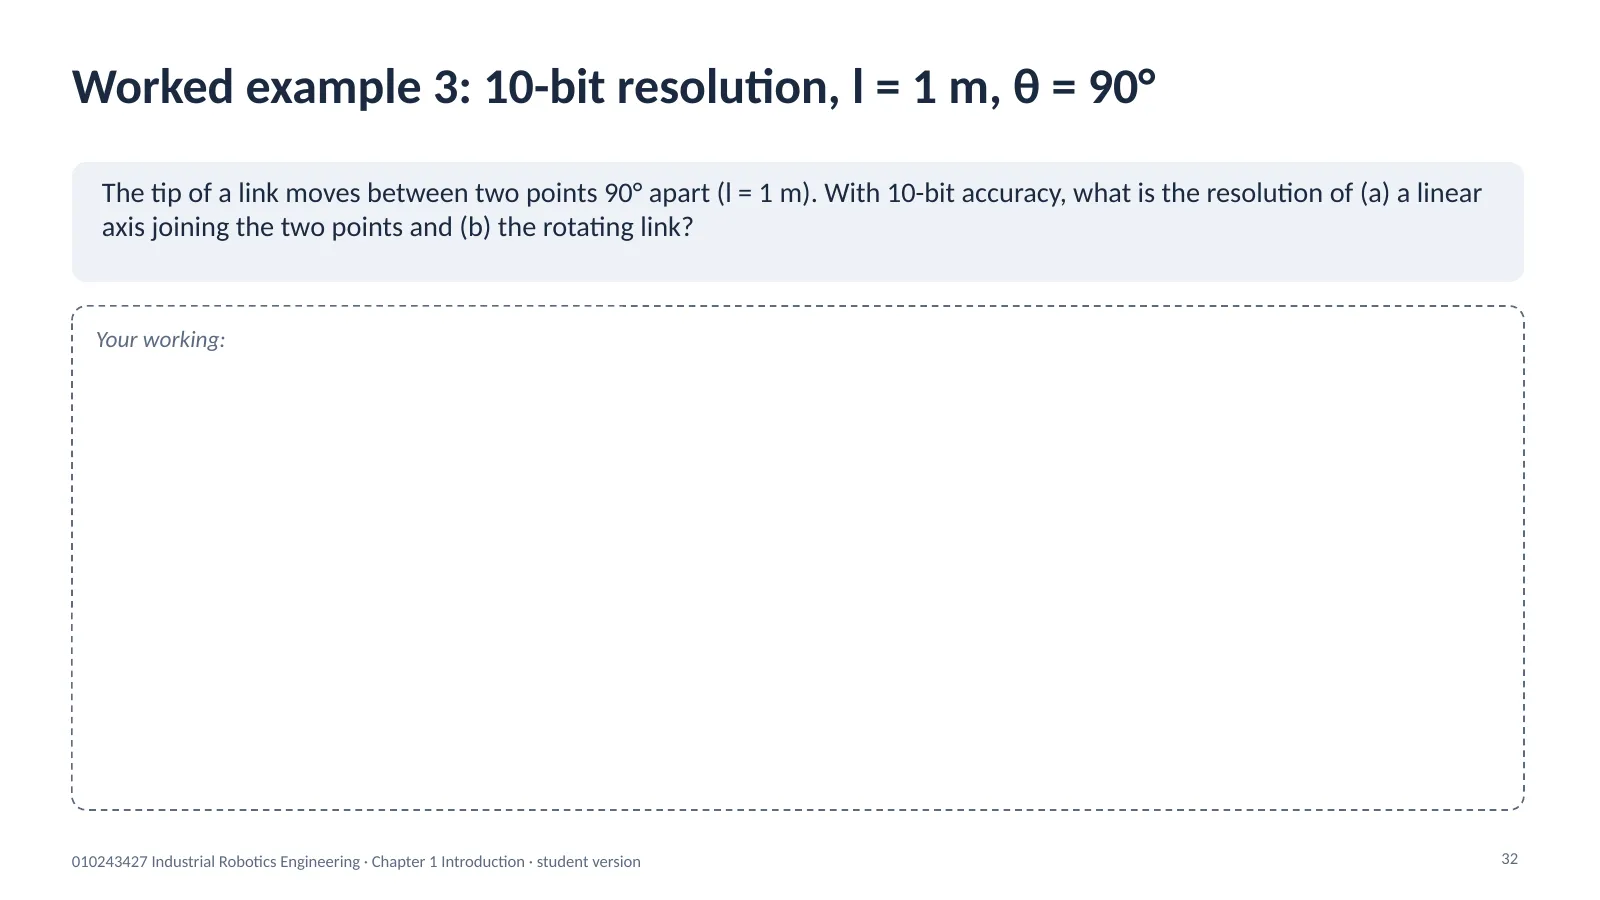 Worked example 3: 10-bit resolution, l = 1 m, θ = 90°
The tip of a link moves between two points 90° apart (l = 1 m). With 10-bit accuracy, what is the resolution of (a) a linear
axis joining the two points and (b) the rotating link?
Your working:
010243427 Industrial Robotics Engineering · Chapter 1 Introduction · student version
32